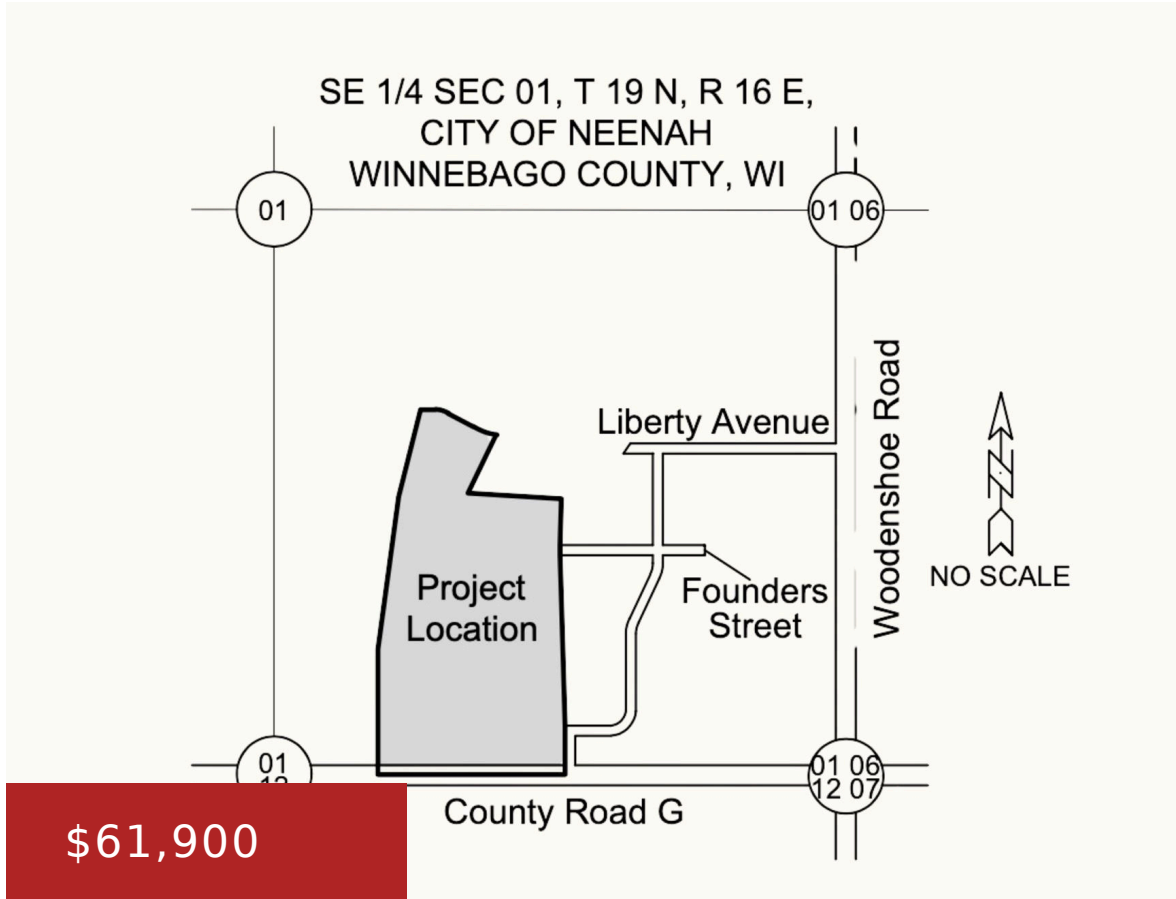 SE 1/4 SEC 01, T 19 N, R 16 E,
CITY OF NEENAH
WINNEBAGO COUNTY, WI
01
01 06
Liberty Avenue
Woodenshoe Road
N
NO SCALE
Project
Location
Founders
Street
01
01 06
12 07
County Road G
$61,900